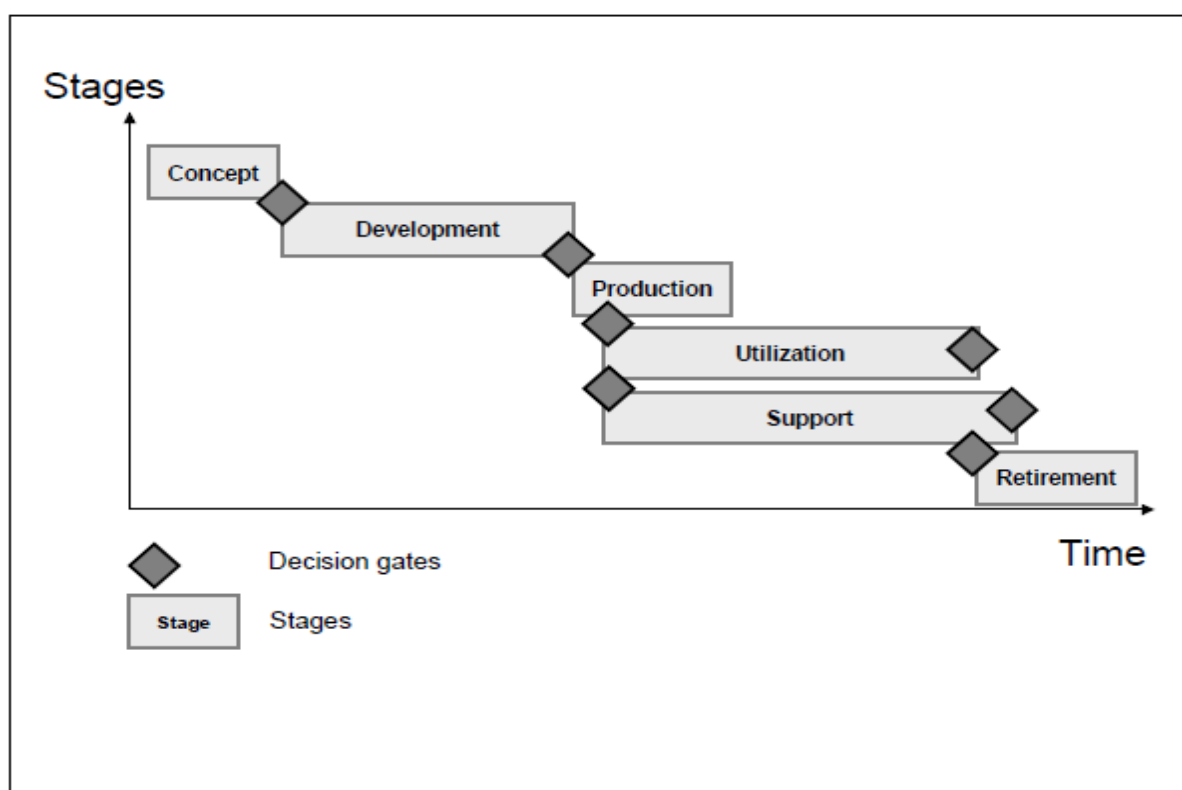 Stages
Concept
Development
Production
Utilization
Support
Retirement
Time
Decision gates
Stage
Stages